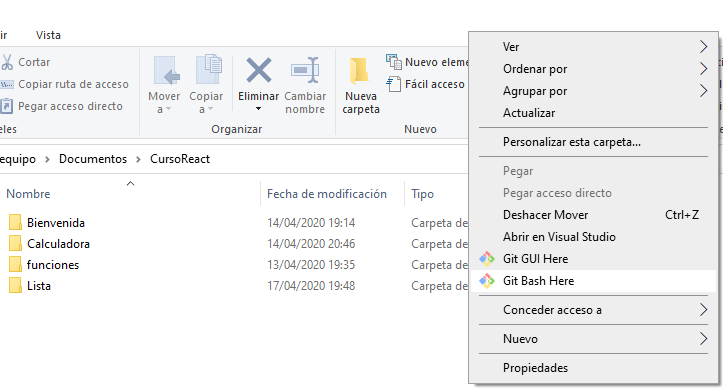 ir Vista
Cortar
Copiar ruta de acceso
Pegar acceso directo
Mover a
Copiar a
Eliminar
Cambiar nombre
Nueva carpeta
Nuevo eleme
Fácil acceso
eles
Organizar
Nuevo
equipo > Documentos > CursoReact
Nombre Fecha de modificación Tipo
Bienvenida 14/04/2020 19:14 Carpeta de
Calculadora 14/04/2020 20:46 Carpeta de
funciones 13/04/2020 19:35 Carpeta de
Lista 17/04/2020 19:48 Carpeta de
Ver
Ordenar por
Agrupar por
Actualizar
Personalizar esta carpeta...
Pegar
Pegar acceso directo
Deshacer Mover Ctrl+Z
Abrir en Visual Studio
Git GUI Here
Git Bash Here
Conceder acceso a
Nuevo
Propiedades